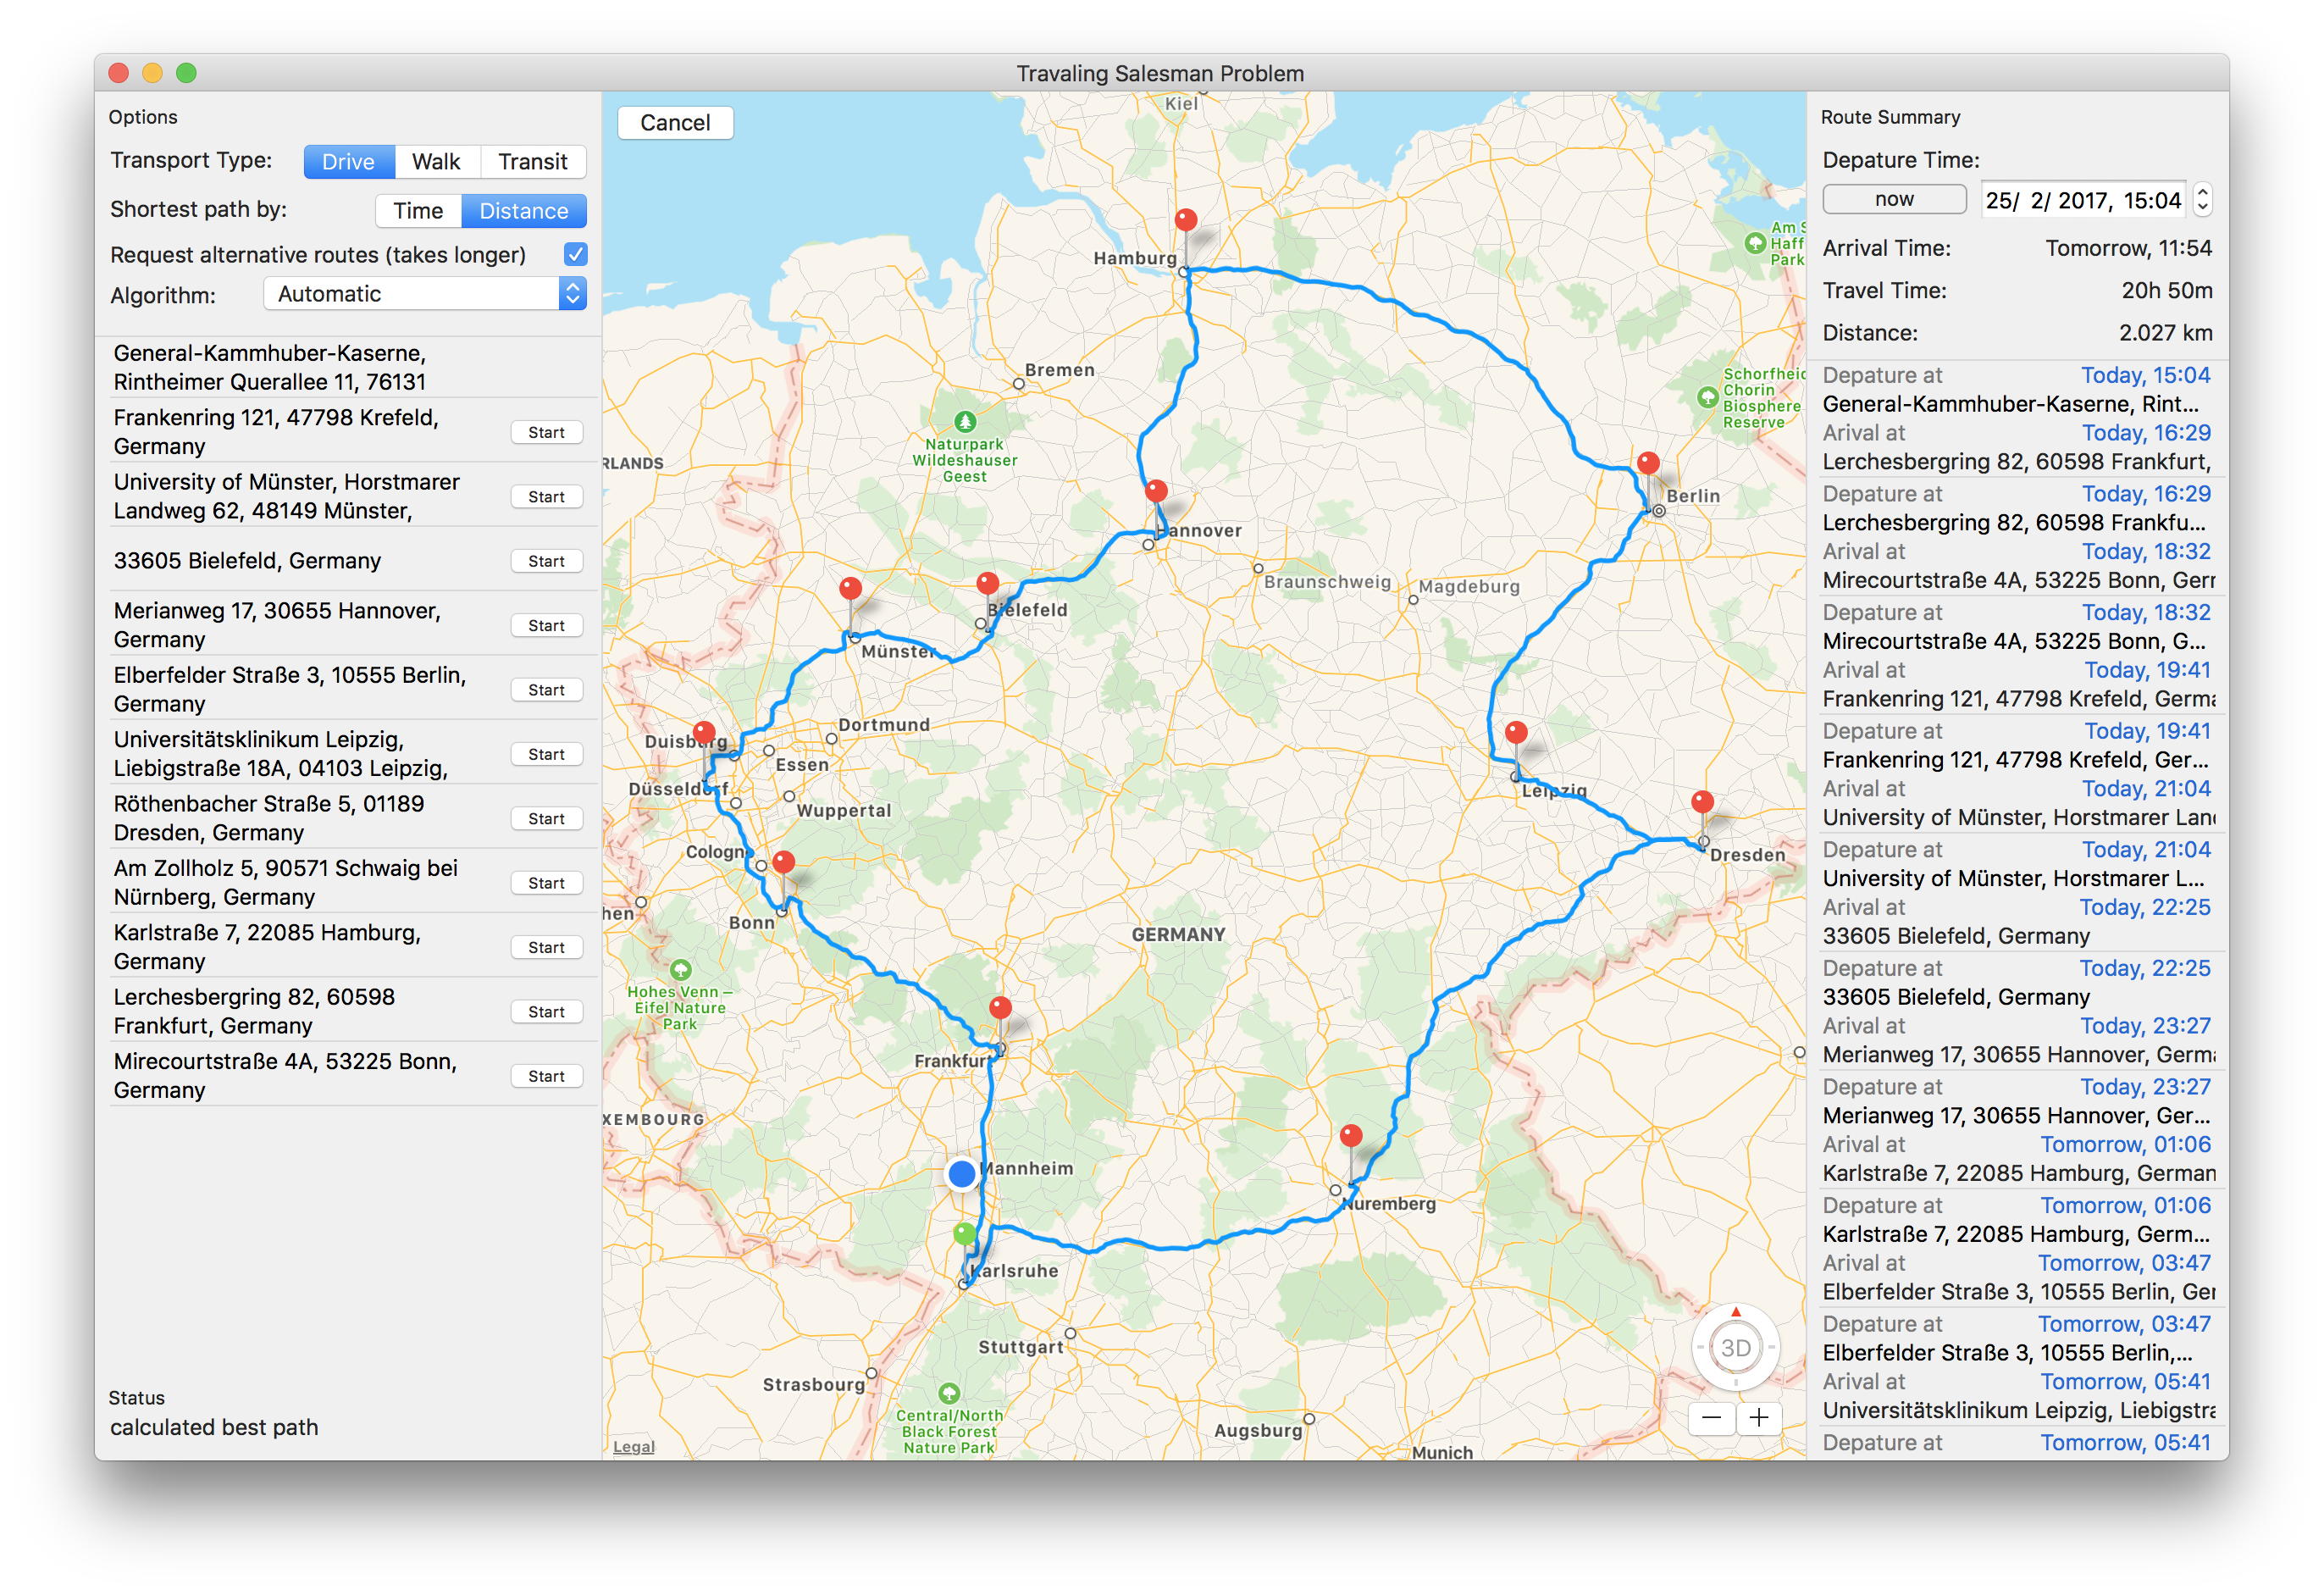 Travaling Salesman Problem
Options
Transport Type:
Drive
Walk
Transit
Shortest path by:
Time
Distance
Request alternative routes (takes longer)
Algorithm:
Automatic
General-Kammhuber-Kaserne,
Rintheimer Querallee 11, 76131
Frankenring 121, 47798 Krefeld,
Germany
Start
University of Münster, Horstmarer
Landweg 62, 48149 Münster,
Start
33605 Bielefeld, Germany
Start
Merianweg 17, 30655 Hannover,
Germany
Start
Elberfelder Straße 3, 10555 Berlin,
Germany
Start
Universitätsklinikum Leipzig,
Liebigstraße 18A, 04103 Leipzig,
Start
Röthenbacher Straße 5, 01189
Dresden, Germany
Start
Am Zollholz 5, 90571 Schwaig bei
Nürnberg, Germany
Start
Karlstraße 7, 22085 Hamburg,
Germany
Start
Lerchesbergring 82, 60598
Frankfurt, Germany
Start
Mirecourtstraße 4A, 53225 Bonn,
Germany
Start
Status
calculated best path
Cancel
Kiel
Hamburg
Am S
Haff
Park
Bremen
Schorfheid
Chorin
Biosphere
Reserve
Naturpark
Wildeshauser
Geest
RLANDS
Berlin
Hannover
Braunschweig
Magdeburg
Bielefeld
Münster
Dortmund
Duisburg
Essen
Düsseldorf
Leipzig
Wuppertal
Cologne
Dresden
hen
Bonn
GERMANY
Hohes Venn –
Eifel Nature
Park
Frankfurt
XEMBOURG
Mannheim
Nuremberg
Karlsruhe
Stuttgart
3D
Strasbourg
Central/North
Black Forest
Nature Park
Augsburg
Munich
Legal
Route Summary
Depature Time:
now
25/ 2/ 2017, 15:04
Arrival Time:
Tomorrow, 11:54
Travel Time:
20h 50m
Distance:
2.027 km
Depature at
Today, 15:04
General-Kammhuber-Kaserne, Rint...
Arival at
Today, 16:29
Lerchesbergring 82, 60598 Frankfurt,
Depature at
Today, 16:29
Lerchesbergring 82, 60598 Frankfu...
Arival at
Today, 18:32
Mirecourtstraße 4A, 53225 Bonn, Gerr
Depature at
Today, 18:32
Mirecourtstraße 4A, 53225 Bonn, G...
Arival at
Today, 19:41
Frankenring 121, 47798 Krefeld, Germa
Depature at
Today, 19:41
Frankenring 121, 47798 Krefeld, Ger...
Arival at
Today, 21:04
University of Münster, Horstmarer Lan
Depature at
Today, 21:04
University of Münster, Horstmarer L...
Arival at
Today, 22:25
33605 Bielefeld, Germany
Depature at
Today, 22:25
33605 Bielefeld, Germany
Arival at
Today, 23:27
Merianweg 17, 30655 Hannover, Germa
Depature at
Today, 23:27
Merianweg 17, 30655 Hannover, Ger...
Arival at
Tomorrow, 01:06
Karlstraße 7, 22085 Hamburg, German
Depature at
Tomorrow, 01:06
Karlstraße 7, 22085 Hamburg, Germ...
Arival at
Tomorrow, 03:47
Elberfelder Straße 3, 10555 Berlin, Ger
Depature at
Tomorrow, 03:47
Elberfelder Straße 3, 10555 Berlin,...
Arival at
Tomorrow, 05:41
Universitätsklinikum Leipzig, Liebigstra
Depature at
Tomorrow, 05:41